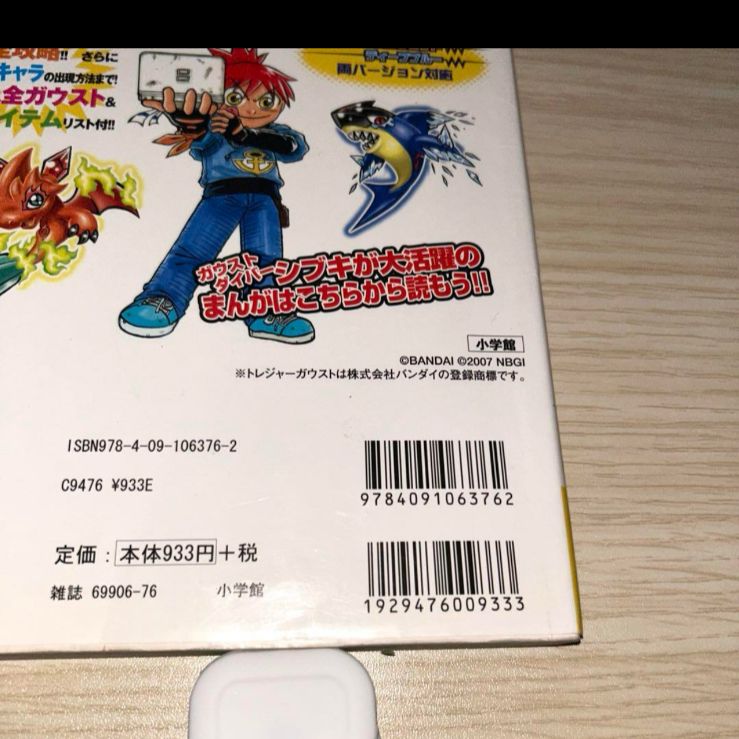 全攻略!! さらに
キャラの出現方法まで!
全ガウスト&
イテムリスト付!!
ディープブルー
両バージョン対応
ガウスト
ダイバーシブキが大活躍の
まんがはこちらから読もう!!
小学館
©BANDAI ©2007 NBGI
※トレジャーガウストは株式会社バンダイの登録商標です。
ISBN978-4-09-106376-2
C9476 ¥933E
9784091063762
定価:本体933円+税
雑誌 69906-76 小学館
1929476009333